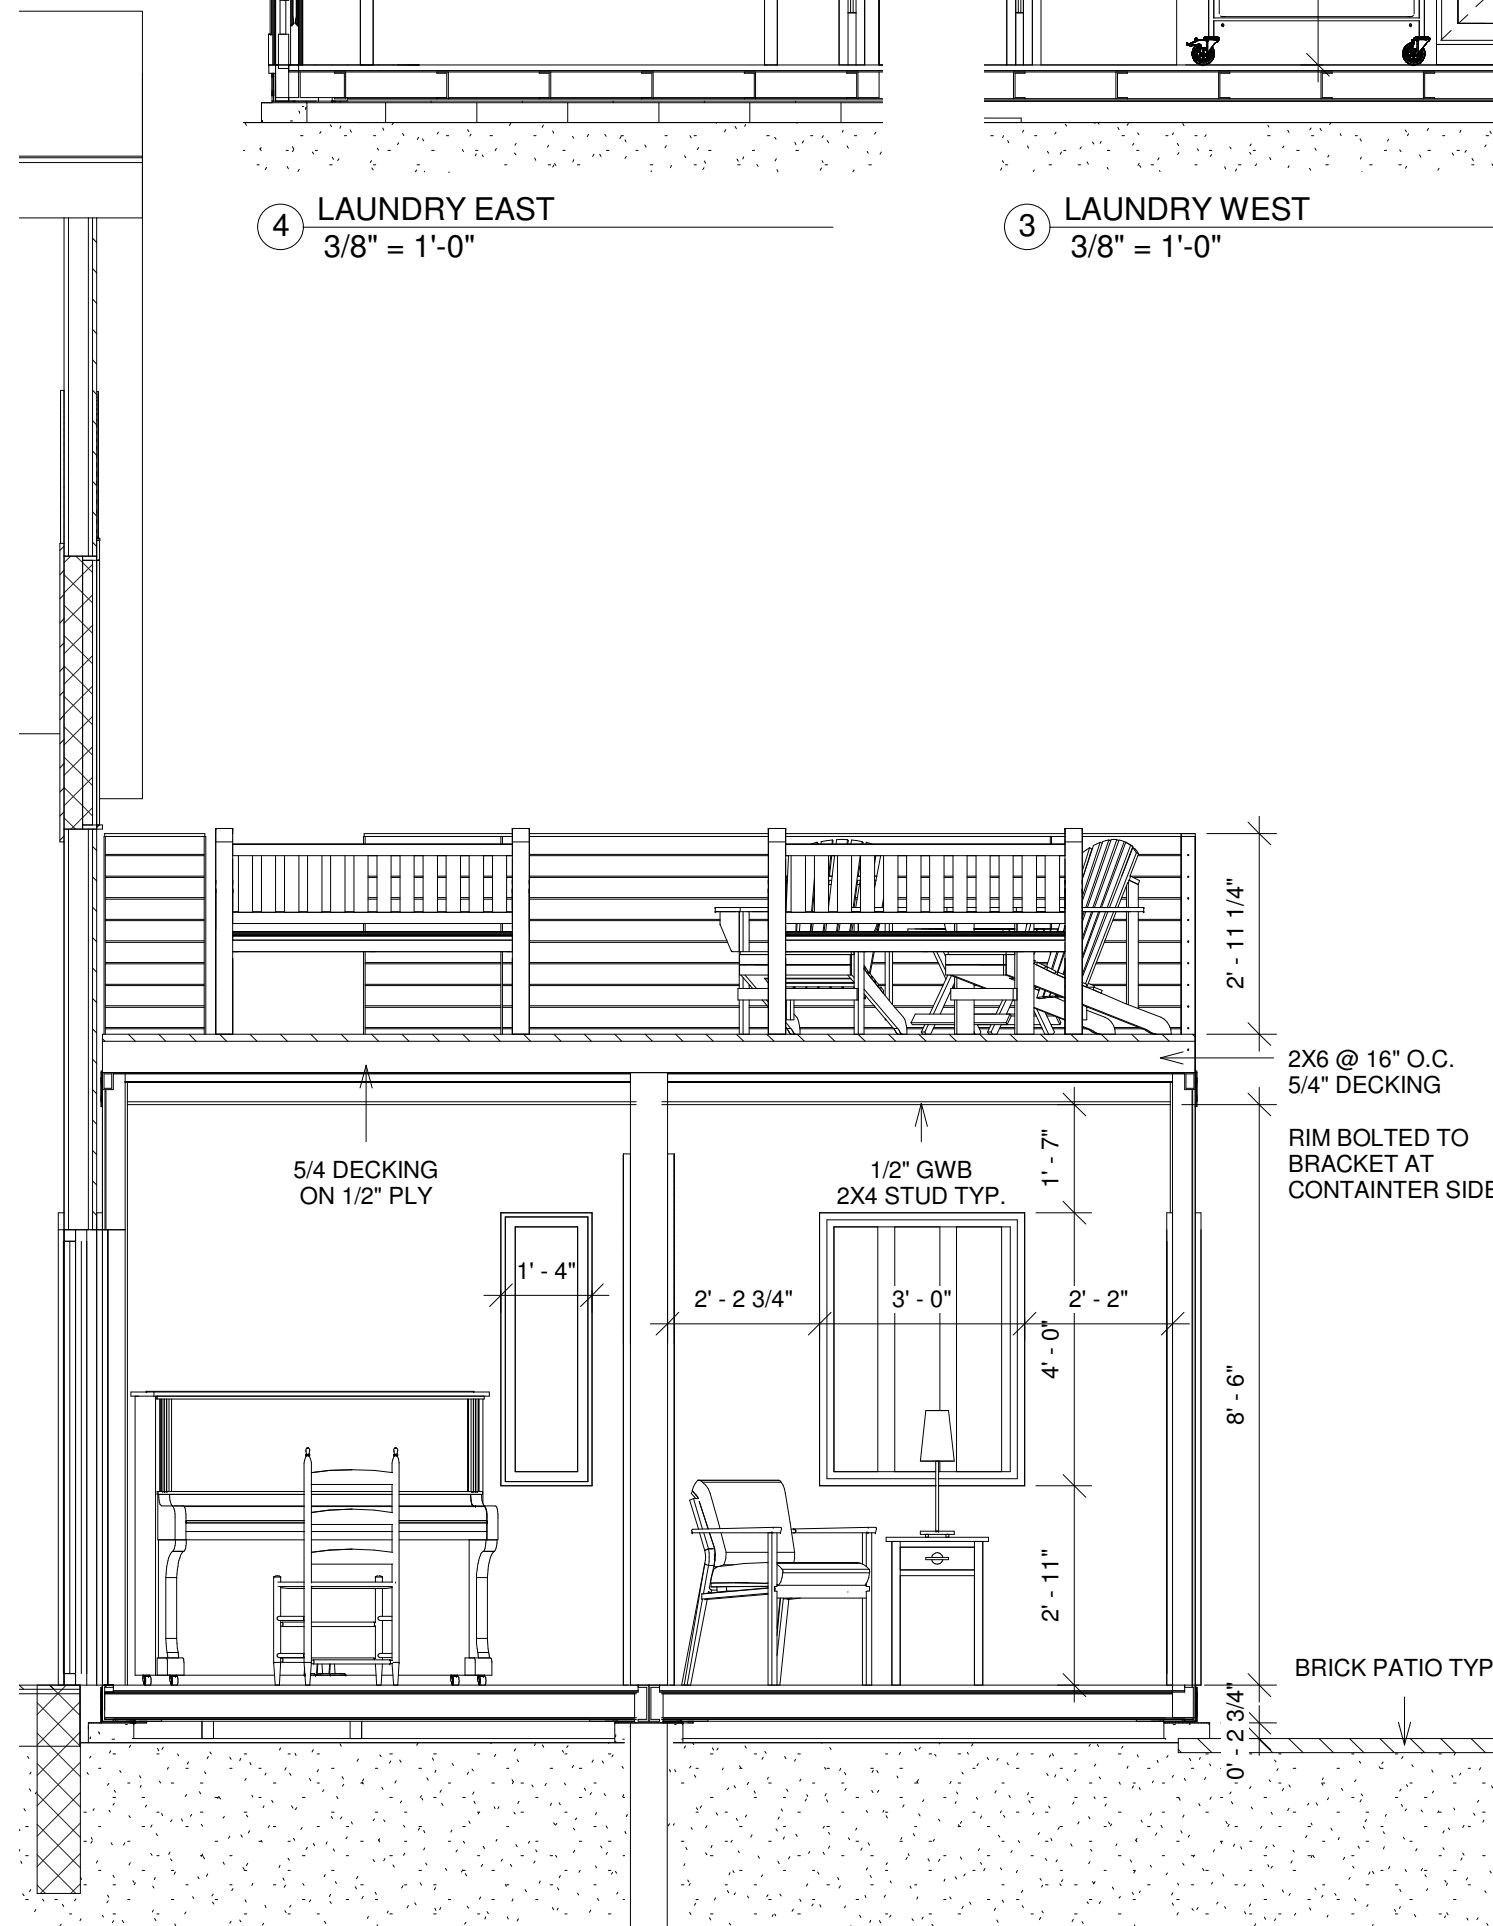 4
LAUNDRY EAST
3/8" = 1'-0"
3
LAUNDRY WEST
3/8" = 1'-0"
2' - 11 1/4"
2X6 @ 16" O.C.
5/4" DECKING
RIM BOLTED TO
BRACKET AT
CONTAINTER SIDE
5/4 DECKING
ON 1/2" PLY
1/2" GWB
2X4 STUD TYP.
1' - 7"
1' - 4"
2' - 2 3/4"
3' - 0"
2' - 2"
4' - 0"
8' - 6"
2' - 11"
BRICK PATIO TYP
0' - 2 3/4"